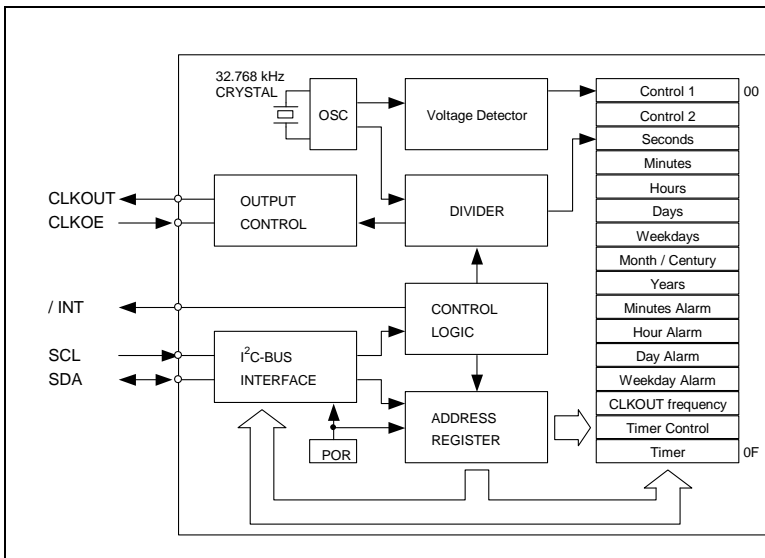 32.768 kHz
CRYSTAL
OSC
Voltage Detector
CLKOUT
CLKOE
OUTPUT
CONTROL
DIVIDER
/ INT
CONTROL
LOGIC
SCL
SDA
I²C-BUS
INTERFACE
ADDRESS
REGISTER
POR
Control 1 00
Control 2
Seconds
Minutes
Hours
Days
Weekdays
Month / Century
Years
Minutes Alarm
Hour Alarm
Day Alarm
Weekday Alarm
CLKOUT frequency
Timer Control
Timer 0F